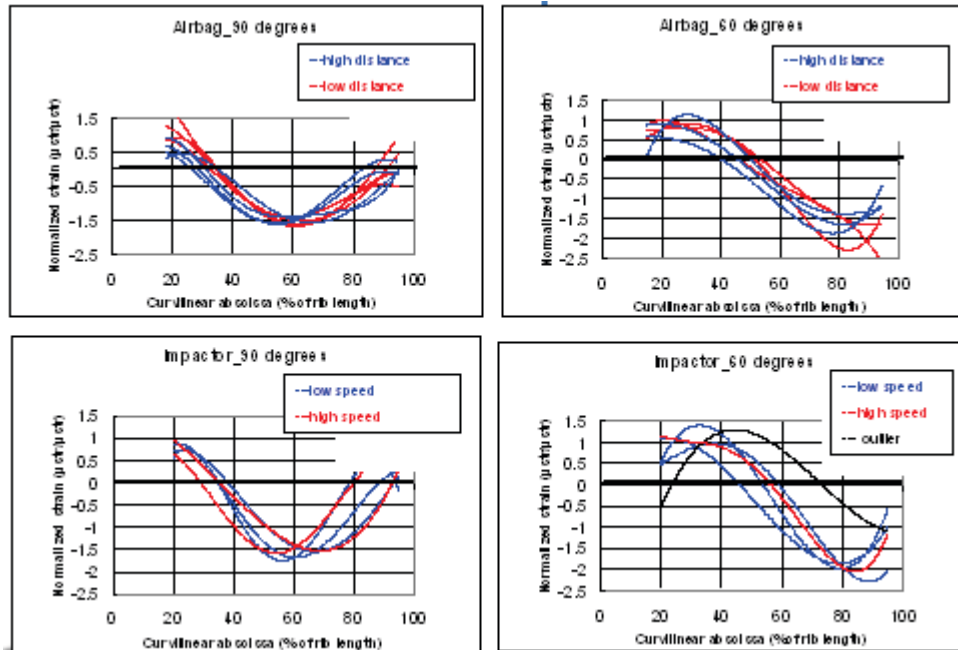 Airbag_90 degrees
high distance
low distance
Normalized strain (µstr/µstr)
1.5
0.5
-0.5
-1.5
-2.5
0 20 40 60 80 100
Curvilinear abscissa (% of rib length)
Airbag_60 degrees
high distance
low distance
Normalized strain (µstr/µstr)
1.5
1
0.5
0
-0.5
-1
-1.5
-2
-2.5
0 20 40 60 80 100
Curvilinear abscissa (% of rib length)
Impactor_90 degrees
low speed
high speed
Normalized strain (µstr/µstr)
1.5
1
0.5
0
-0.5
-1
-1.5
-2
-2.5
0 20 40 60 80 100
Curvilinear abscissa (% of rib length)
Impactor_60 degrees
low speed
high speed
outlier
Normalized strain (µstr/µstr)
1.5
1
0.5
0
-0.5
-1
-1.5
-2
-2.5
0 20 40 60 80 100
Curvilinear abscissa (% of rib length)